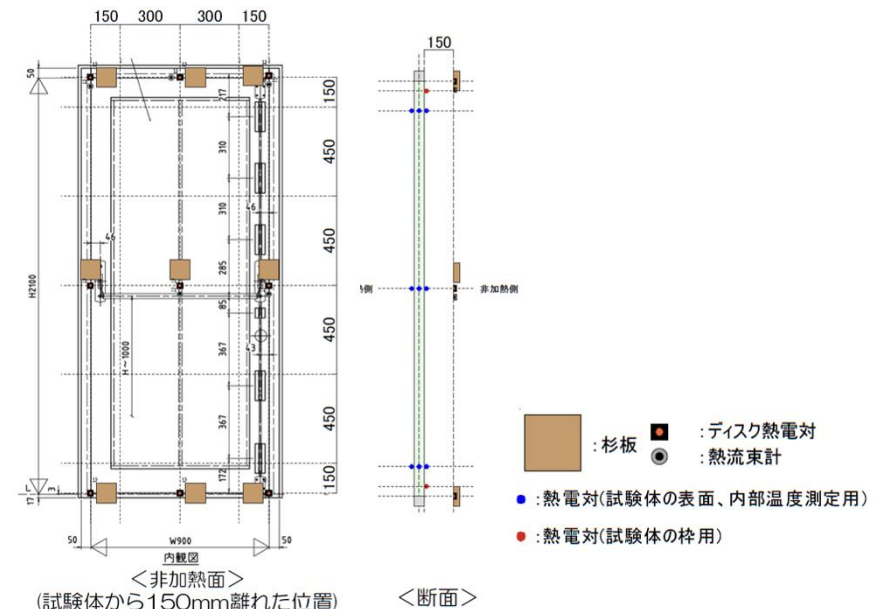 150 300 300 150
150
50
217
150
310
450
310
450
46
46
285
H2100
側
非加熱側
85
450
367
43
H～1000
367
450
172
150
3
17
50
W900
50
内観図
＜非加熱面＞
(試験体から150mm離れた位置)
＜断面＞
:杉板
:ディスク熱電対
:熱流束計
:熱電対(試験体の表面、内部温度測定用)
:熱電対(試験体の枠用)